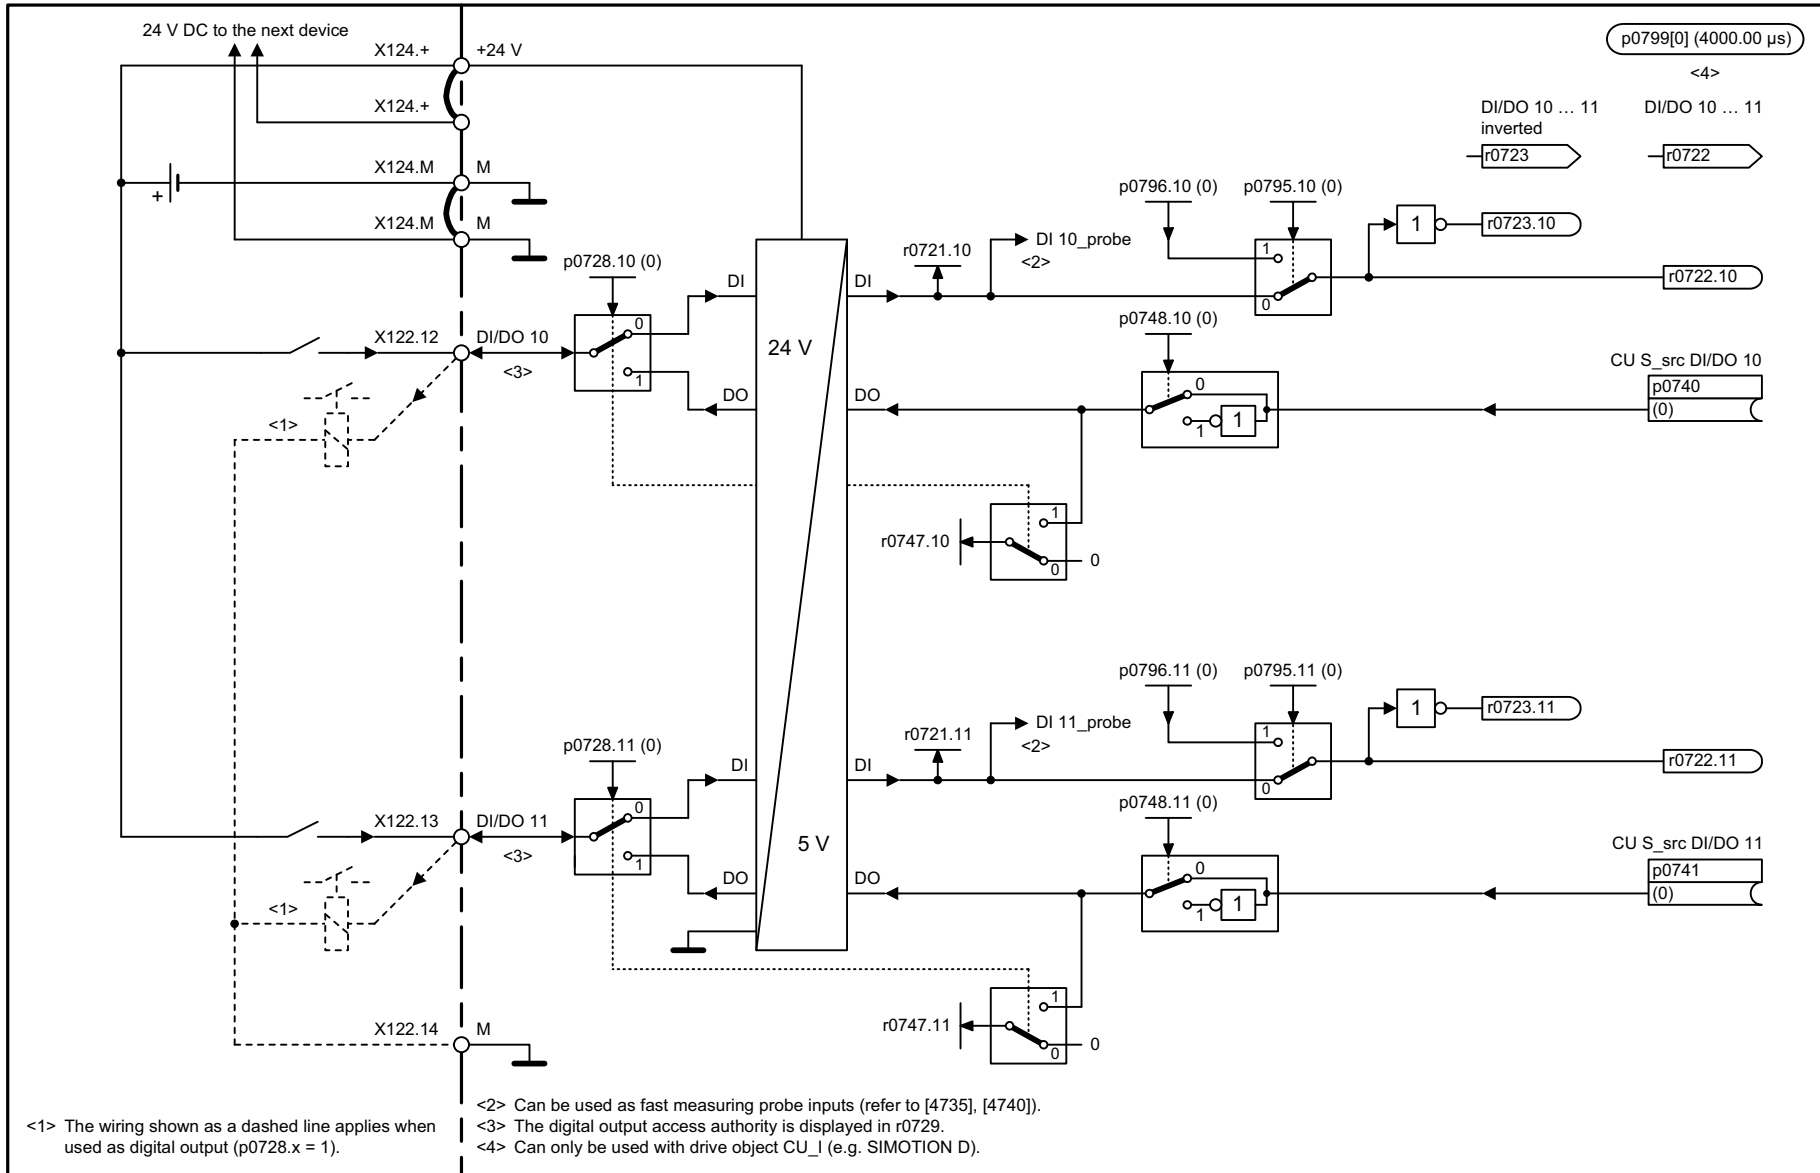 24 V DC to the next device
X124.+
+24 V
X124.+
X124.M
M
+
X124.M
M
p0799[0] (4000.00 µs)
<4>
DI/DO 10 … 11
inverted
DI/DO 10 … 11
r0723
r0722
p0796.10 (0)
p0795.10 (0)
1
r0723.10
p0728.10 (0)
DI
DI
r0721.10
DI 10_probe
<2>
1
0
r0722.10
X122.12
DI/DO 10
<3>
0
1
24 V
p0748.10 (0)
CU S_src DI/DO 10
p0740
(0)
DO
DO
0
1
1
<1>
r0747.10
1
0
0
p0796.11 (0)
p0795.11 (0)
1
r0723.11
p0728.11 (0)
DI
DI
r0721.11
DI 11_probe
<2>
1
0
r0722.11
X122.13
DI/DO 11
<3>
0
1
5 V
p0748.11 (0)
CU S_src DI/DO 11
p0741
(0)
DO
DO
0
1
1
<1>
r0747.11
1
0
0
X122.14
M
<1> The wiring shown as a dashed line applies when
used as digital output (p0728.x = 1).
<2> Can be used as fast measuring probe inputs (refer to [4735], [4740]).
<3> The digital output access authority is displayed in r0729.
<4> Can only be used with drive object CU_I (e.g. SIMOTION D).